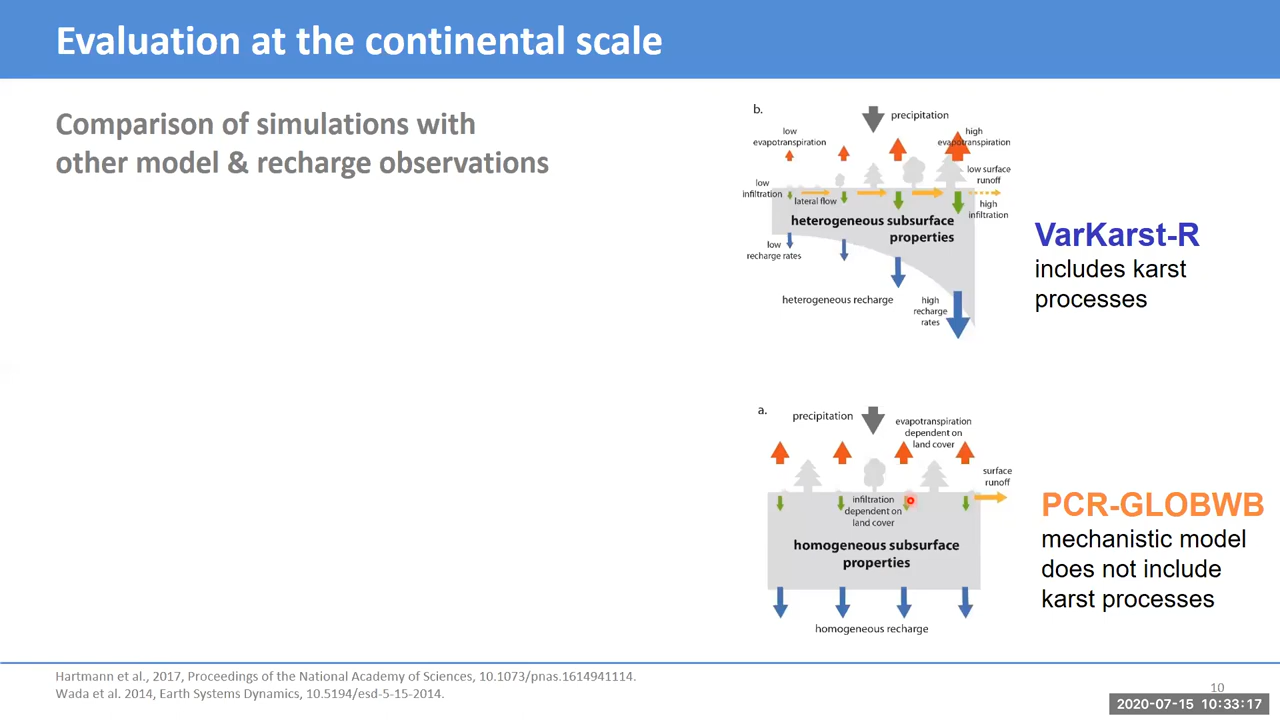 Evaluation at the continental scale
Comparison of simulations with
other model & recharge observations
b.
precipitation
low
evapotranspiration
high
evapotranspiration
low surface
runoff
low
infiltration
lateral flow
high
infiltration
heterogeneous subsurface
properties
low
recharge rates
heterogeneous recharge
high
recharge
rates
VarKarst-R
includes karst
processes
a.
precipitation
evapotranspiration
dependent on
land cover
surface
runoff
infiltration
dependent on
land cover
homogeneous subsurface
properties
homogeneous recharge
PCR-GLOBWB
mechanistic model
does not include
karst processes
Hartmann et al., 2017, Proceedings of the National Academy of Sciences, 10.1073/pnas.1614941114.
Wada et al. 2014, Earth Systems Dynamics, 10.5194/esd-5-15-2014.
10
2020-07-15 10:33:17